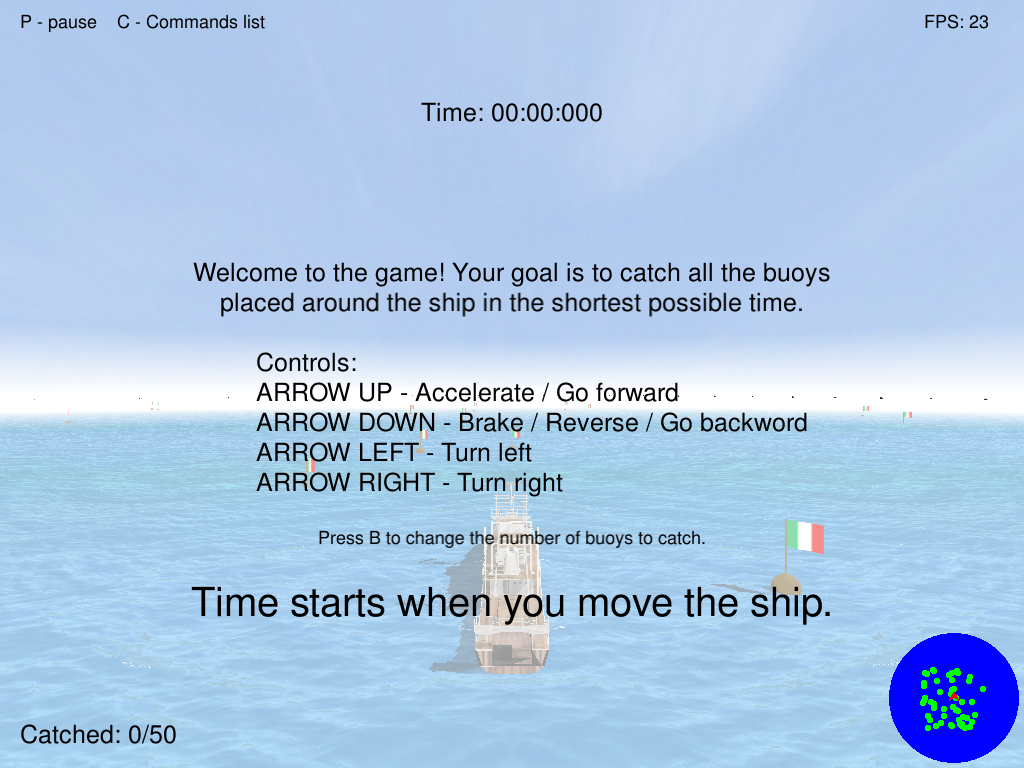 P - pause    C - Commands list
FPS: 23
Time: 00:00:000
Welcome to the game! Your goal is to catch all the buoys
placed around the ship in the shortest possible time.
Controls:
ARROW UP - Accelerate / Go forward
ARROW DOWN - Brake / Reverse / Go backword
ARROW LEFT - Turn left
ARROW RIGHT - Turn right
Press B to change the number of buoys to catch.
Time starts when you move the ship.
Catched: 0/50